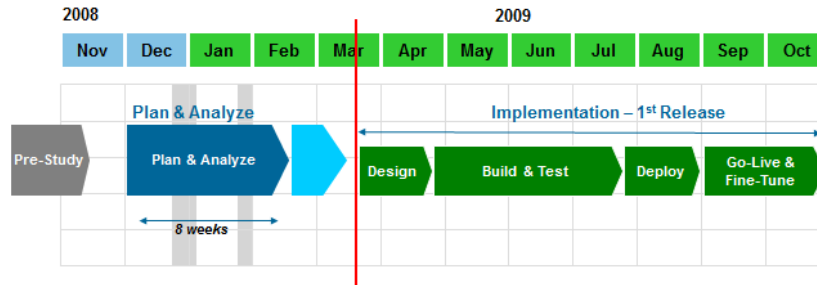 2008
2009
Nov Dec Jan Feb Mar Apr May Jun Jul Aug Sep Oct
Plan & Analyze
Implementation – 1st Release
Pre-Study
Plan & Analyze
Design
Build & Test
Deploy
Go-Live &
Fine-Tune
8 weeks